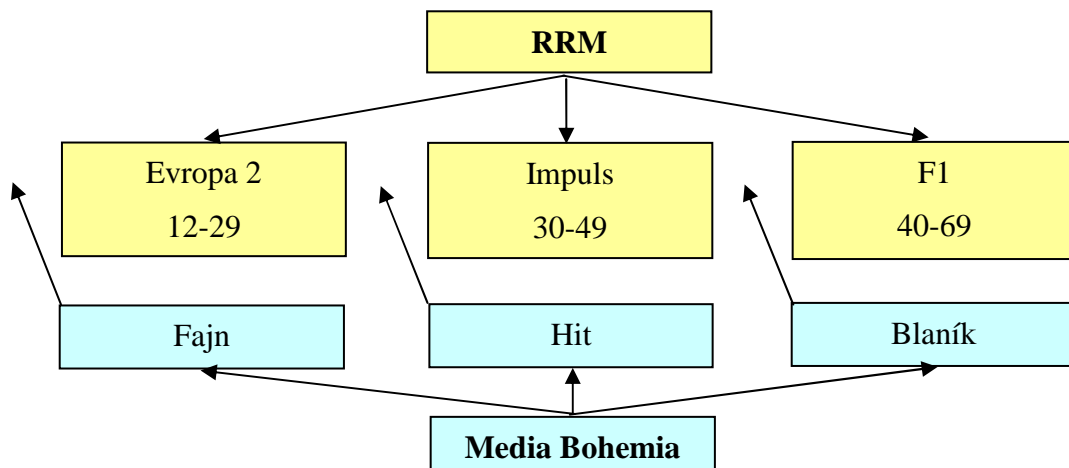 RRM
Evropa 2
12-29
Impuls
30-49
F1
40-69
Fajn
Hit
Blaník
Media Bohemia